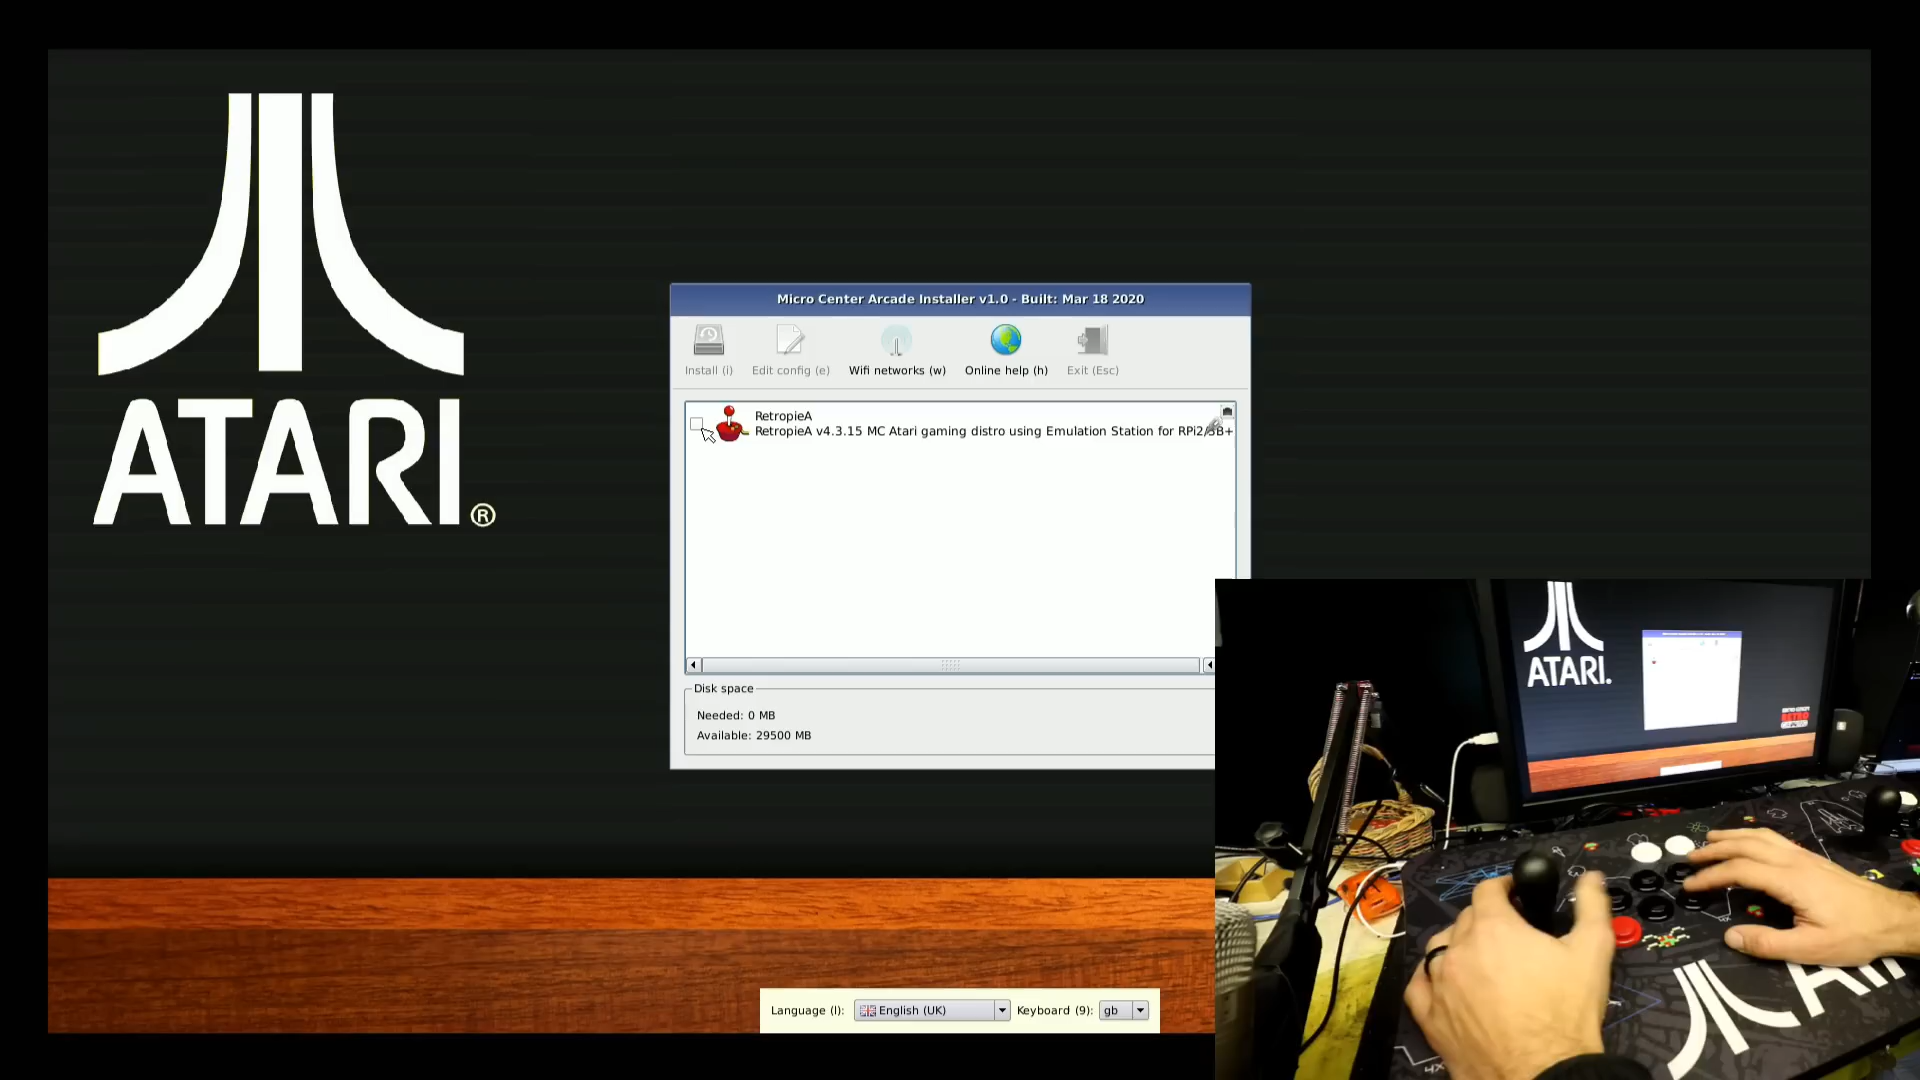 ATARI®
Micro Center Arcade Installer v1.0 - Built: Mar 18 2020
Install (i)
Edit config (e)
Wifi networks (w)
Online help (h)
Exit (Esc)
RetropieA
RetropieA v4.3.15 MC Atari gaming distro using Emulation Station for RPi2/3B+
Disk space
Needed: 0 MB
Available: 29500 MB
Language (l):
English (UK)
Keyboard (9):
gb
ATARI.
RETRO